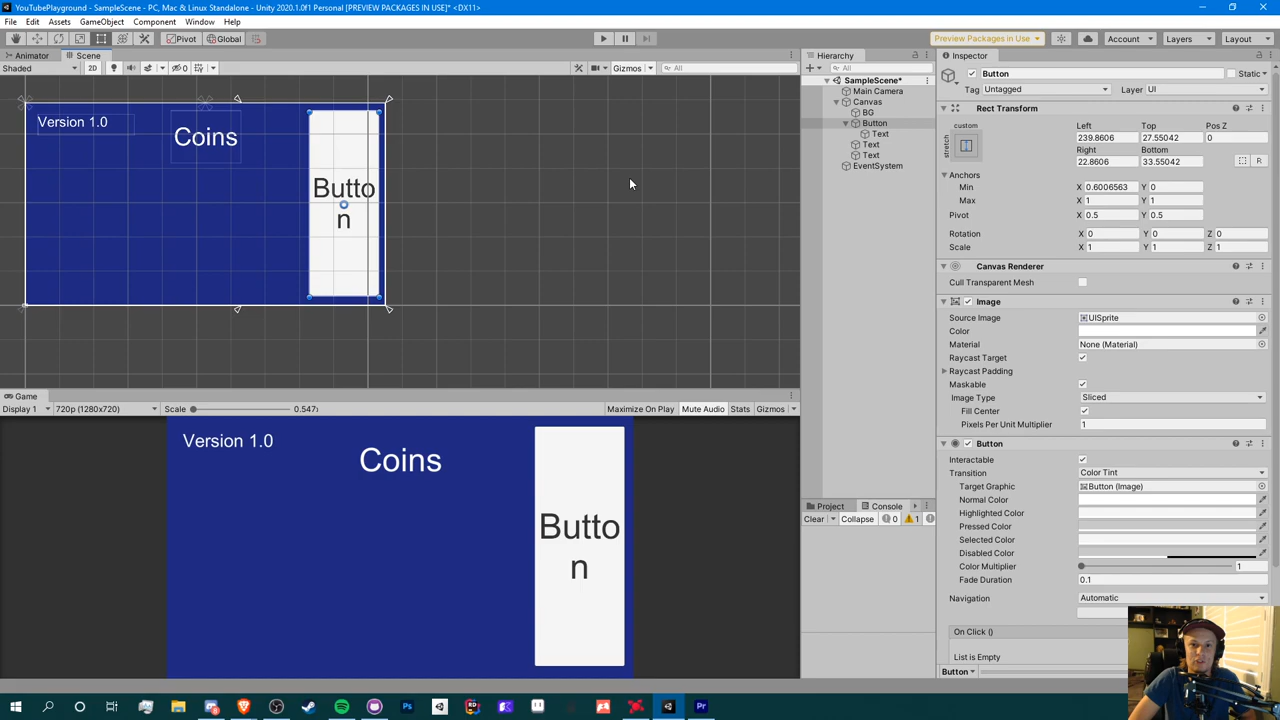 YouTubePlayground - SampleScene - PC, Mac & Linux Standalone - Unity 2020.1.0f1 Personal [PREVIEW PACKAGES IN USE]* <DX11>
File Edit Assets GameObject Component Window Help
Pivot Global Preview Packages in Use Account Layers Layout
Animator Scene
Shaded 2D 0 Gizmos All
Version 1.0
Coins
Butto
n
Game
Display 1 720p (1280x720) Scale 0.547x Maximize On Play Mute Audio Stats Gizmos
Version 1.0
Coins
Butto
n
Hierarchy
All
SampleScene*
Main Camera
Canvas
BG
Button
Text
Text
Text
EventSystem
Project Console
Clear Collapse 0 1
Inspector
Button Static
Tag Untagged Layer UI
Rect Transform
custom
stretch
Left Top Pos Z
239.8606 27.55042 0
Right Bottom
22.8606 33.55042 R
Anchors
Min X 0.6006563 Y 0
Max X 1 Y 1
Pivot X 0.5 Y 0.5
Rotation X 0 Y 0 Z 0
Scale X 1 Y 1 Z 1
Canvas Renderer
Cull Transparent Mesh
Image
Source Image UISprite
Color
Material None (Material)
Raycast Target
Raycast Padding
Maskable
Image Type Sliced
Fill Center
Pixels Per Unit Multiplier 1
Button
Interactable
Transition Color Tint
Target Graphic Button (Image)
Normal Color
Highlighted Color
Pressed Color
Selected Color
Disabled Color
Color Multiplier 1
Fade Duration 0.1
Navigation Automatic
On Click ()
List is Empty
Button